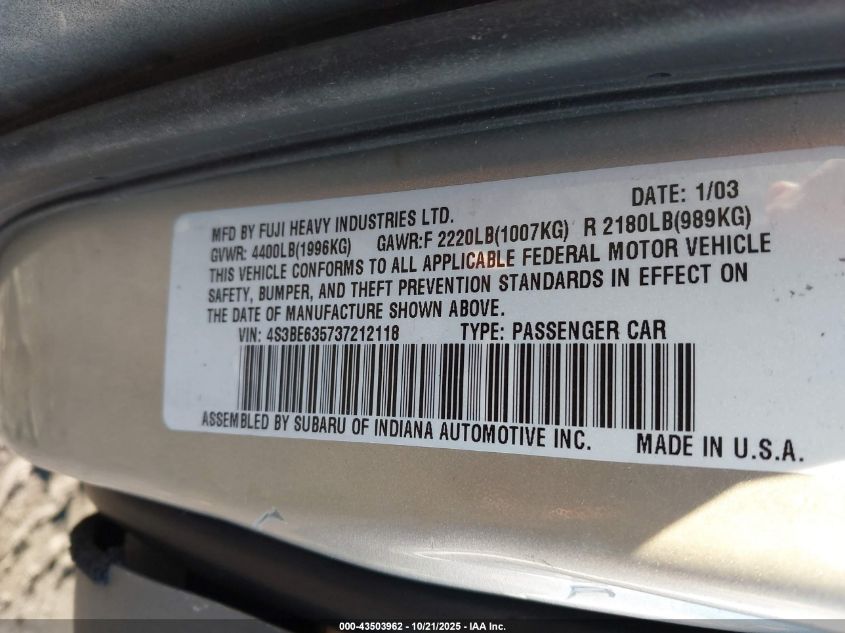 DATE: 1/03
MFD BY FUJI HEAVY INDUSTRIES LTD.
GVWR: 4400LB(1996KG) GAWR:F 2220LB(1007KG) R 2180LB(989KG)
THIS VEHICLE CONFORMS TO ALL APPLICABLE FEDERAL MOTOR VEHICLE
SAFETY, BUMPER, AND THEFT PREVENTION STANDARDS IN EFFECT ON
THE DATE OF MANUFACTURE SHOWN ABOVE.
VIN: 4S3BE635737212118 TYPE: PASSENGER CAR
ASSEMBLED BY SUBARU OF INDIANA AUTOMOTIVE INC. MADE IN U.S.A.
000-43503962 - 10/21/2025 - IAA Inc.